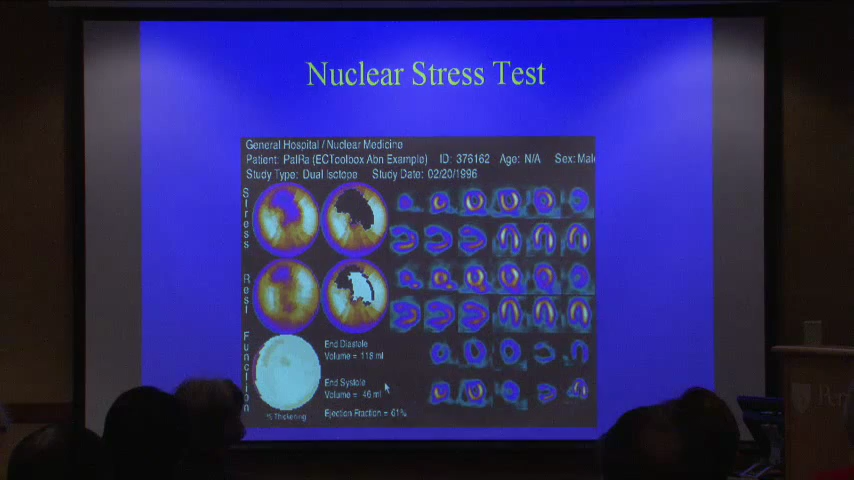 Nuclear Stress Test
General Hospital / Nuclear Medicine
Patient: PalRa (ECToolbox Abn Example) ID: 376162 Age: N/A Sex: Male
Study Type: Dual Isotope Study Date: 02/20/1996
Stress
Rest
Function
End Diastole
Volume = 118 ml
End Systole
Volume = 46 ml
% Thickening
Ejection Fraction = 61%